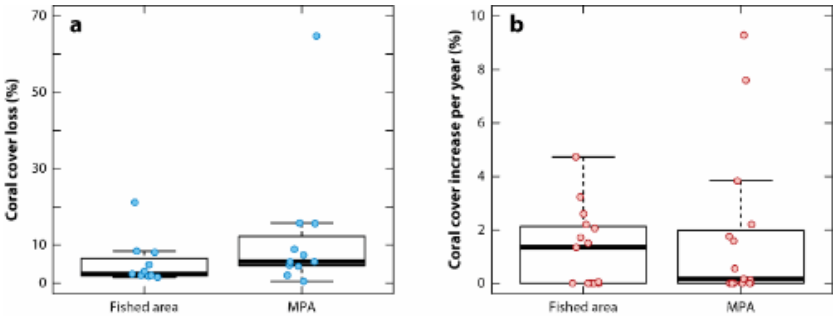 a
70
50
30
10
0
Coral cover loss (%)
Fished area
MPA
b
10
8
6
4
2
0
Coral cover increase per year (%)
Fished area
MPA